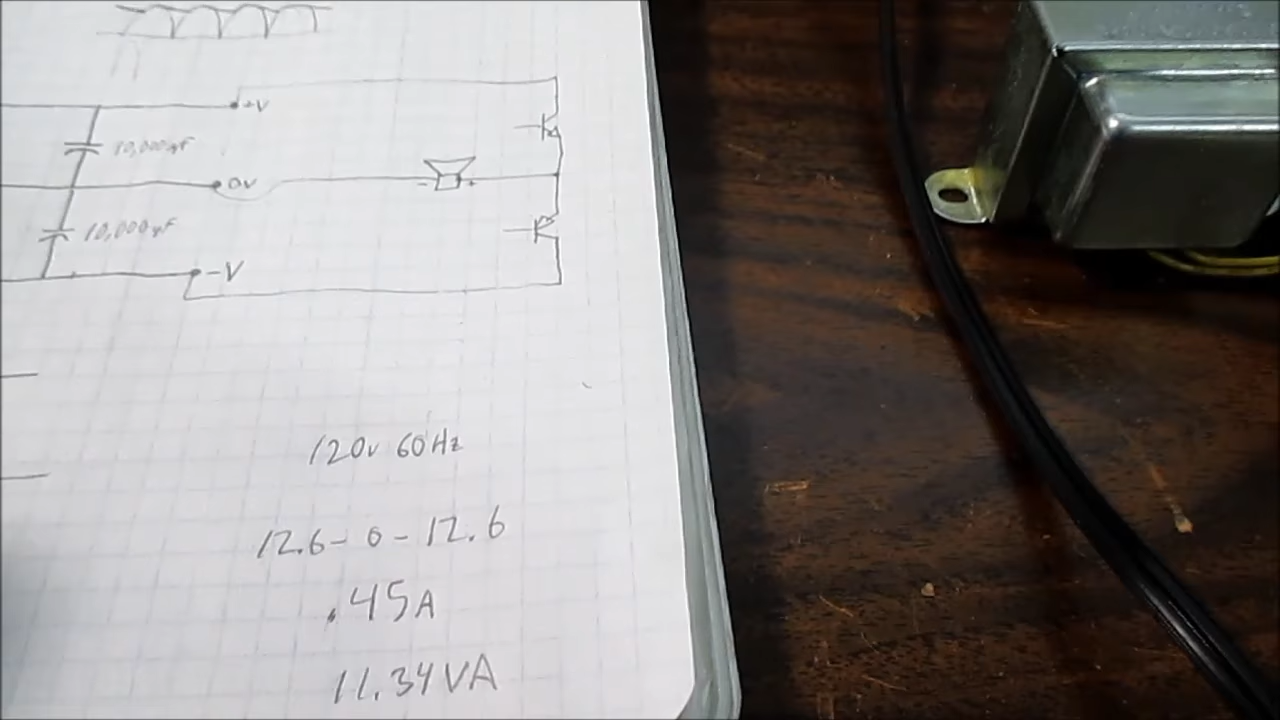 +V
10,000µF
0V
- +
10,000µF
-V
120v 60Hz
12.6-0-12.6
.45A
11.34VA